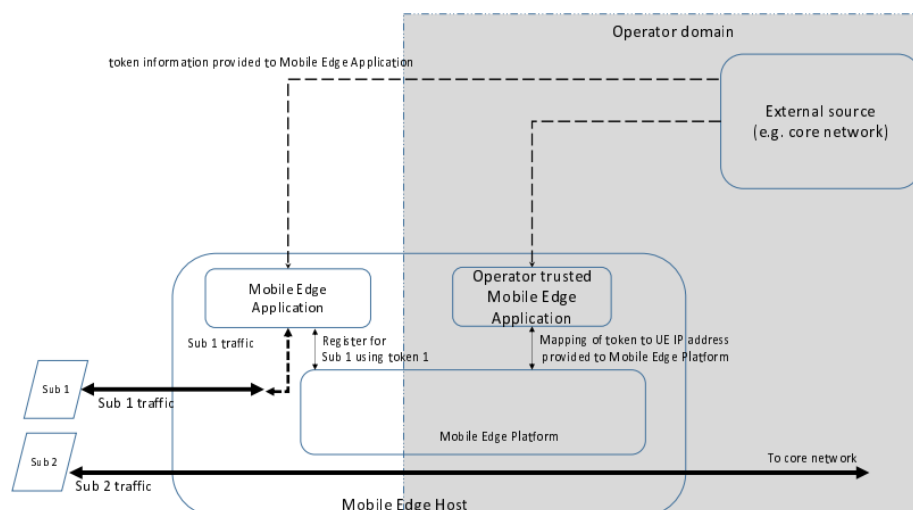 Operator domain
token information provided to Mobile Edge Application
External source
(e.g. core network)
Mobile Edge
Application
Operator trusted
Mobile Edge
Application
Sub 1 traffic
Register for
Sub 1 using token 1
Mapping of token to UE IP address
provided to Mobile Edge Platform
Sub 1
Sub 1 traffic
Mobile Edge Platform
Sub2
To core network
Sub 2 traffic
Mobile Edge Host